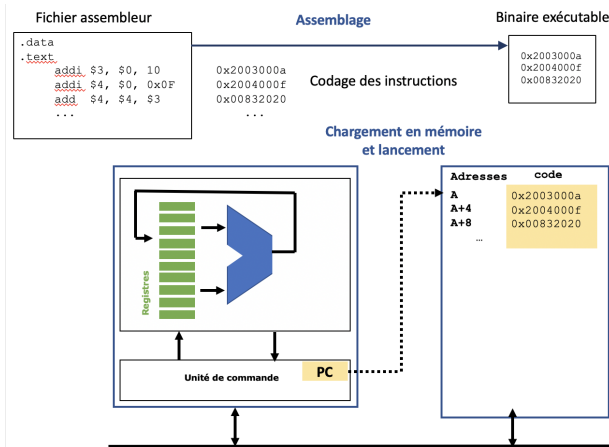 Fichier assembleur
Assemblage
Binaire exécutable
.data
.text
addi $3, $0, 10
addi $4, $0, 0x0F
add $4, $4, $3
...
0x2003000a
0x2004000f
0x00832020
...
Codage des instructions
0x2003000a
0x2004000f
0x00832020
Chargement en mémoire
et lancement
Adresses code
A 0x2003000a
A+4 0x2004000f
A+8 0x00832020
…
Registres
Unité de commande
PC